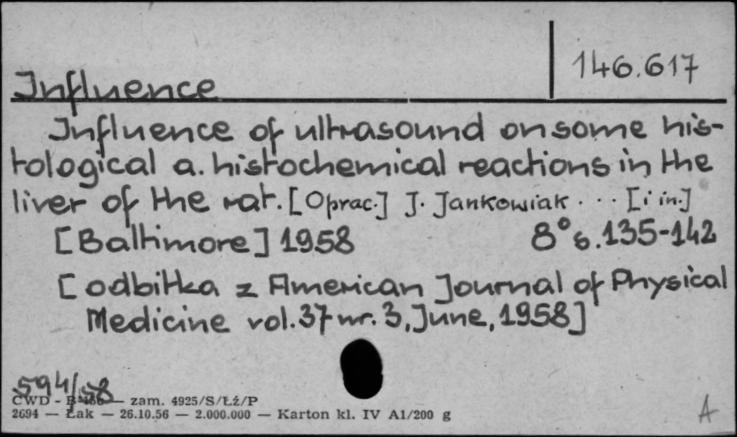 146.617
Influence
Influence of ultrasound on some his-
tological a. histochemical reactions in the
liver of the rat. [Oprac.] J. Jankowiak ... [i in.]
[Baltimore] 1958 8° s. 135-142
[odbitka z American Journal of Physical
Medicine vol. 37 nr. 3, June, 1958]
594/58
CWD - — zam. 4925/S/Łż/P
2694 — Łak — 26.10.56 — 2.000.000 — Karton kl. IV A1/200 g
A